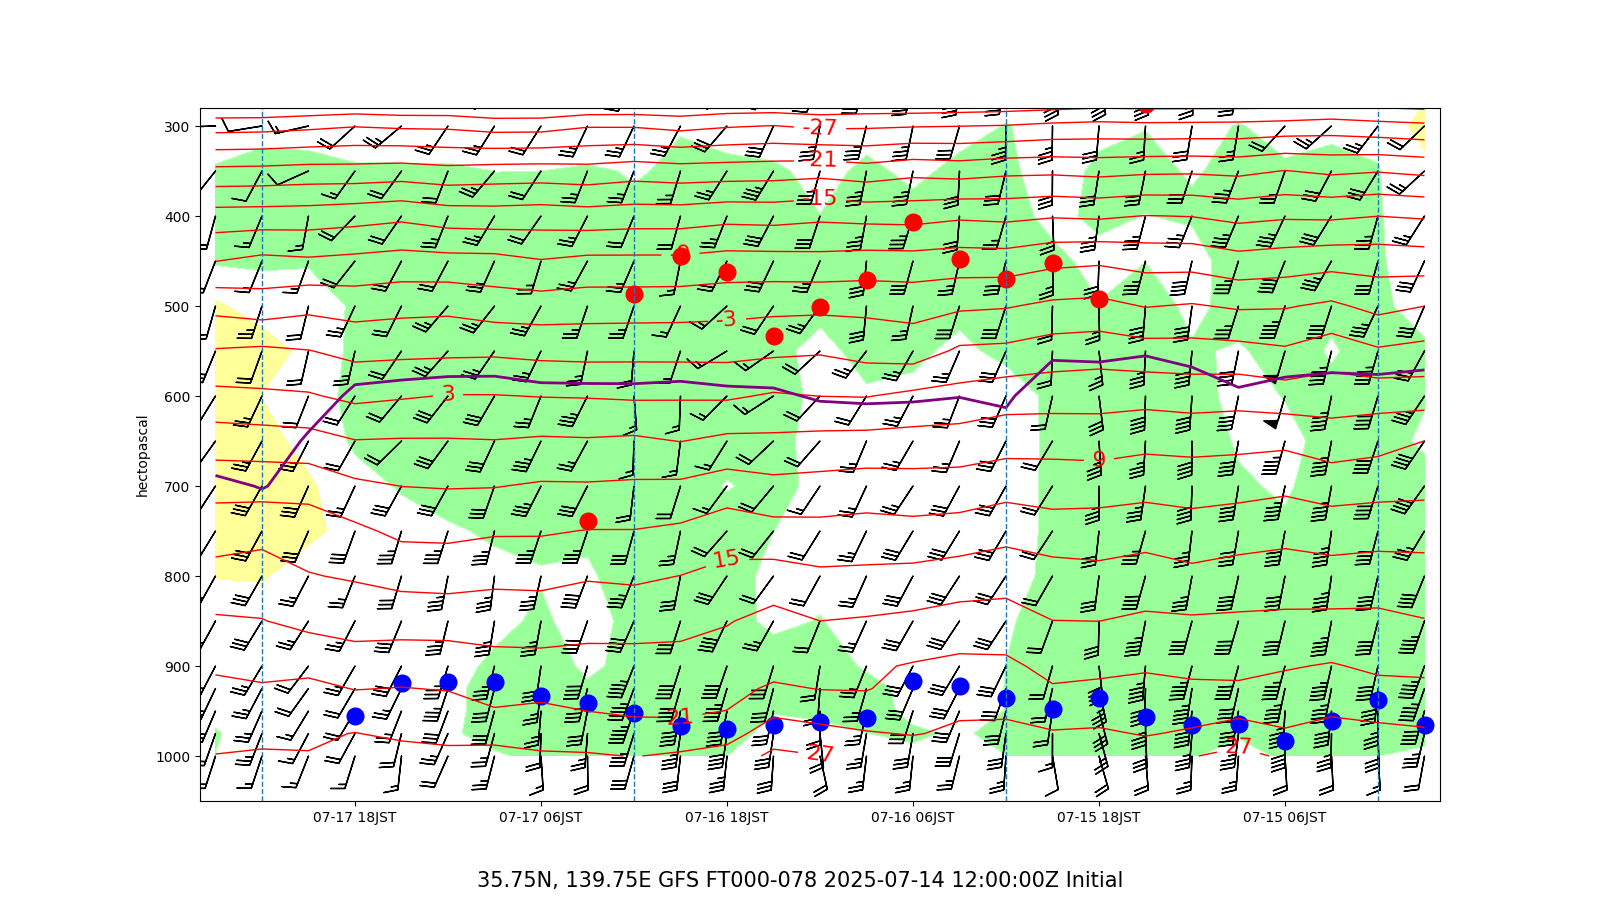 300
400
500
600
700
800
900
1000
hectopascal
-27
-21
-15
-9
-3
3
9
15
21
27
27
07-17 18JST
07-17 06JST
07-16 18JST
07-16 06JST
07-15 18JST
07-15 06JST
35.75N, 139.75E GFS FT000-078 2025-07-14 12:00:00Z Initial